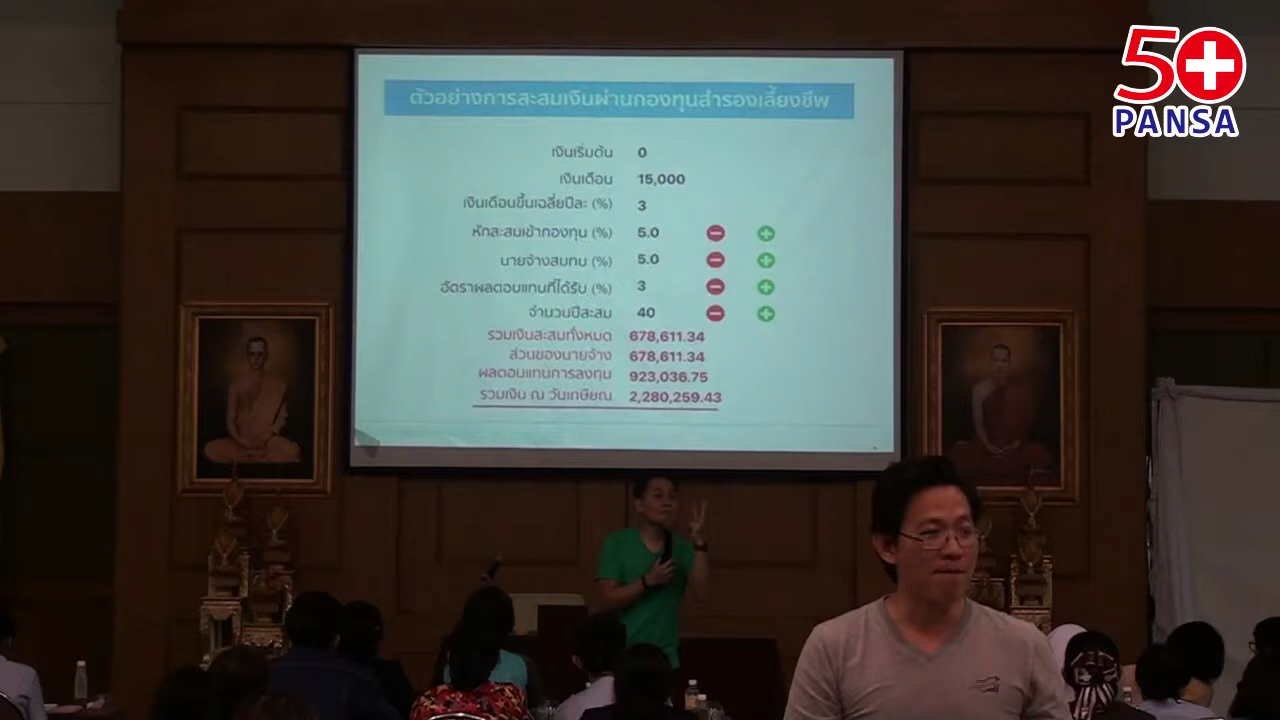 5+
PANSA
ตัวอย่างการสะสมเงินผ่านกองทุนสำรองเลี้ยงชีพ
เงินเริ่มต้น 0
เงินเดือน 15,000
เงินเดือนขึ้นเฉลี่ยปีละ (%) 3
หักสะสมเข้ากองทุน (%) 5.0
นายจ้างสมทบ (%) 5.0
อัตราผลตอบแทนที่ได้รับ (%) 3
จำนวนปีสะสม 40
รวมเงินสะสมทั้งหมด 678,611.34
ส่วนของนายจ้าง 678,611.34
ผลตอบแทนการลงทุน 923,036.75
รวมเงิน ณ วันเกษียณ 2,280,259.43